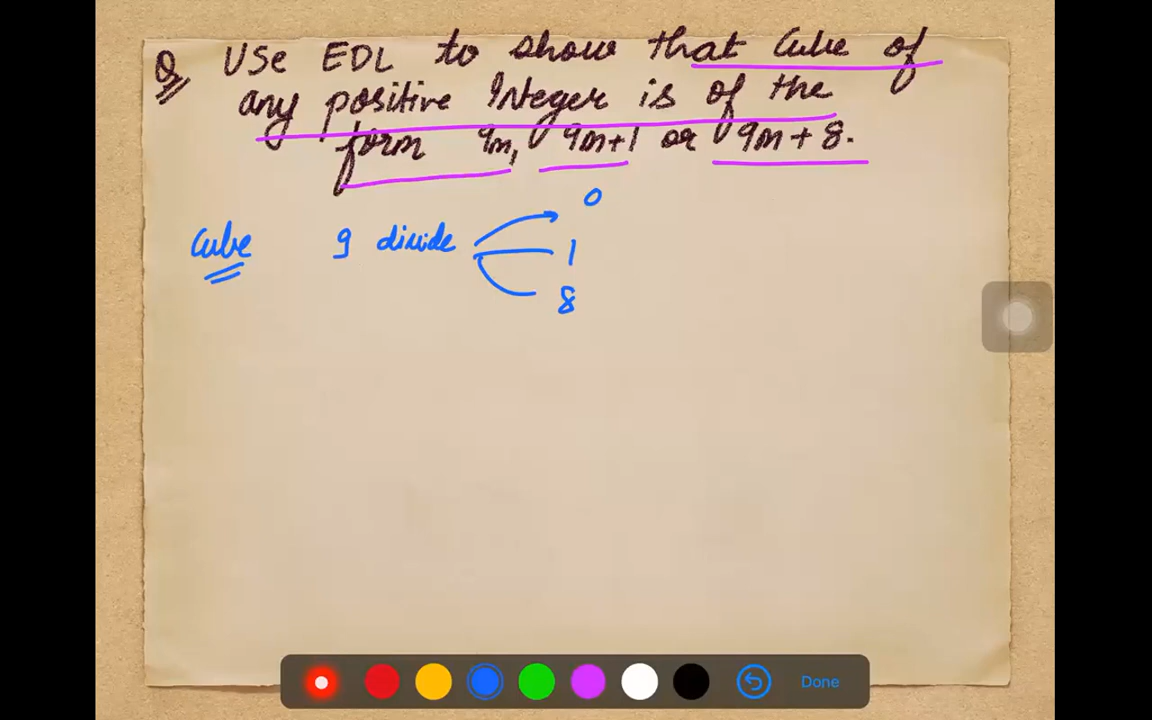 Q USe EDL to show that Cube of
any positive Integer is of the
form 9m, 9m+1 or 9m + 8.
Cube 9 divide 0
1
8
Done